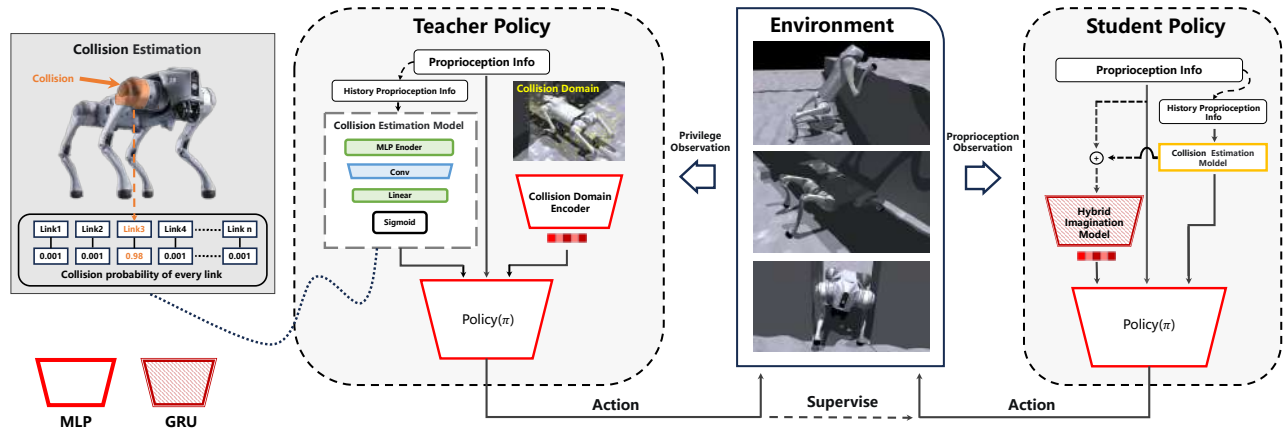 Collision Estimation
Collision
Link1
Link2
Link3
Link4
Link n
0.001
0.001
0.98
0.001
0.001
Collision probability of every link
MLP
GRU
Teacher Policy
Proprioception Info
History Proprioception Info
Collision Estimation Model
MLP Enoder
Conv
Linear
Sigmoid
Collision Domain
Collision Domain
Encoder
Policy(π)
Action
Privilege
Observation
Environment
Supervise
Proprioception
Observation
Student Policy
Proprioception Info
History Proprioception
Info
Collision Estimation
Moldel
+
Hybrid
Imagination
Model
Policy(π)
Action